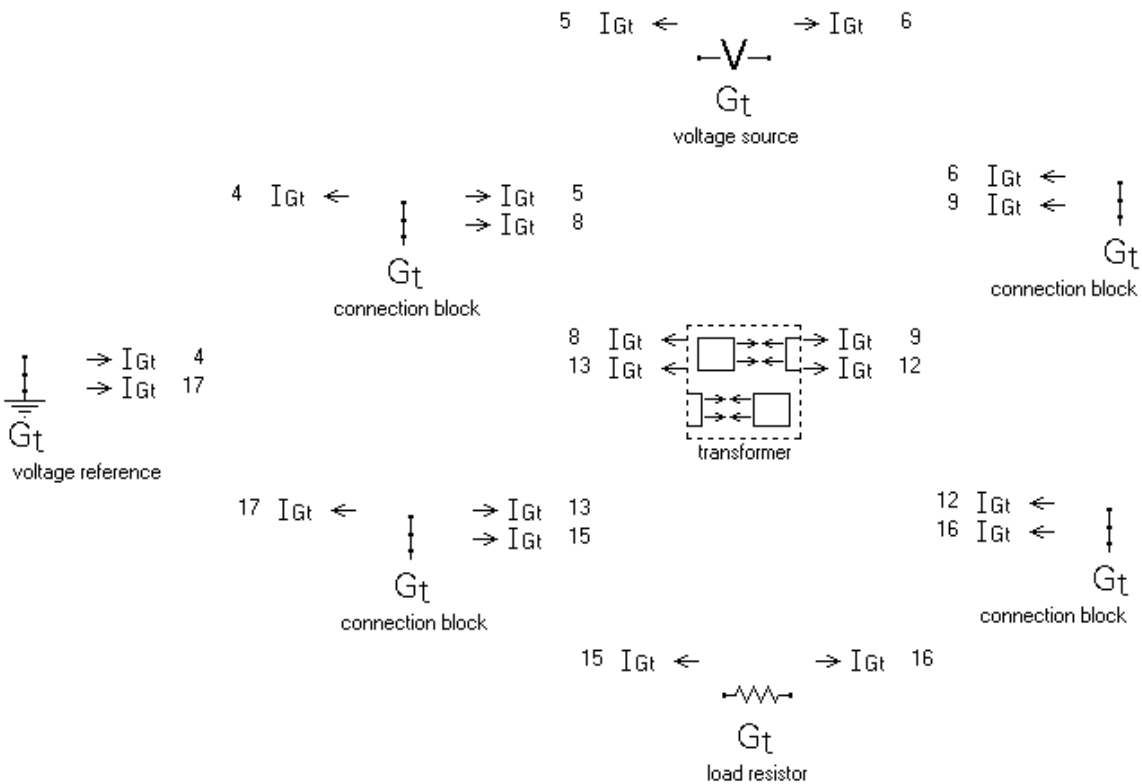 5 IGt ← → IGt 6
V
Gt
voltage source
4 IGt ← → IGt 5
→ IGt 8
Gt
connection block
6 IGt ←
9 IGt ←
Gt
connection block
→ IGt 4
→ IGt 17
Gt
voltage reference
8 IGt ← → IGt 9
13 IGt ← → IGt 12
transformer
17 IGt ← → IGt 13
→ IGt 15
Gt
connection block
12 IGt ←
16 IGt ←
Gt
connection block
15 IGt ← → IGt 16
Gt
load resistor